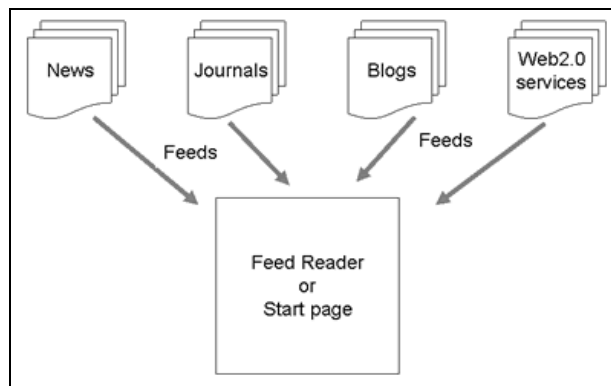 News
Journals
Blogs
Web2.0
services
Feeds
Feeds
Feed Reader
or
Start page